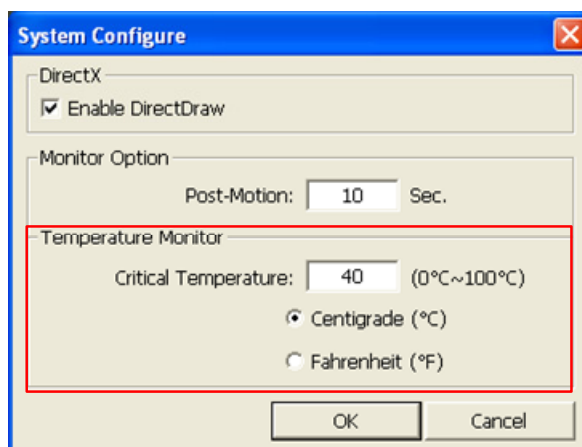 System Configure
DirectX
Enable DirectDraw
Monitor Option
Post-Motion: 10 Sec.
Temperature Monitor
Critical Temperature: 40 (0°C~100°C)
Centigrade (°C)
Fahrenheit (°F)
OK Cancel